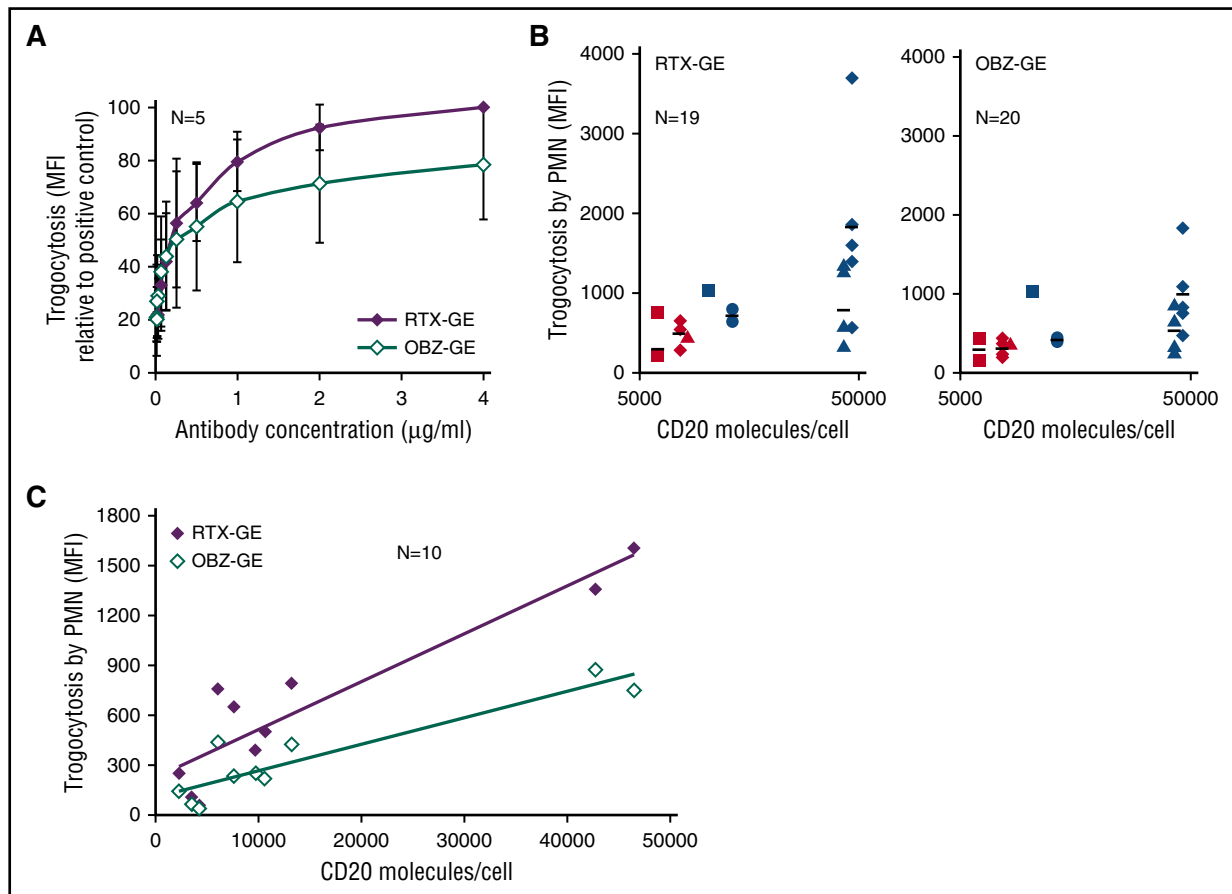 A
Trogocytosis (MFI
relative to positive control)
100
80
60
40
20
0
N=5
RTX-GE
OBZ-GE
0
1
2
3
4
Antibody concentration (µg/ml)
B
Trogocytosis by PMN (MFI)
4000
3000
2000
1000
0
RTX-GE
N=19
5000
50000
CD20 molecules/cell
4000
3000
2000
1000
0
OBZ-GE
N=20
5000
50000
CD20 molecules/cell
C
Trogocytosis by PMN (MFI)
1800
1500
1200
900
600
300
0
RTX-GE
OBZ-GE
N=10
0
10000
20000
30000
40000
50000
CD20 molecules/cell